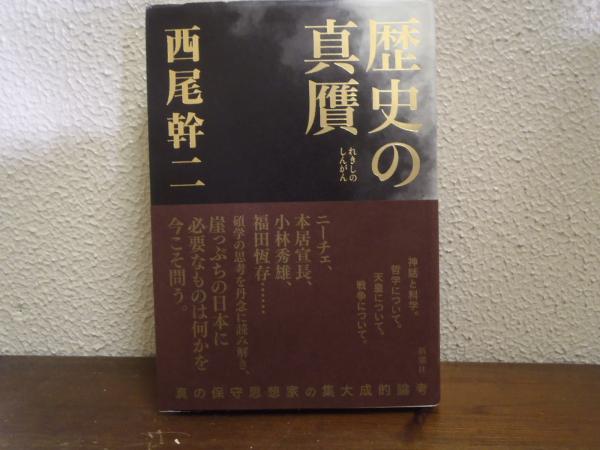 歴史の
真贋
れきしの
しんがん
西尾幹二
神話と科学。
哲学について。
天皇について。
戦争について。
新潮社
ニーチェ、
本居宣長、
小林秀雄、
福田恆存……
碩学の思考を丹念に読み解き、
崖っぷちの日本に
必要なものは何かを
今こそ問う。
真の保守思想家の集大成的論考